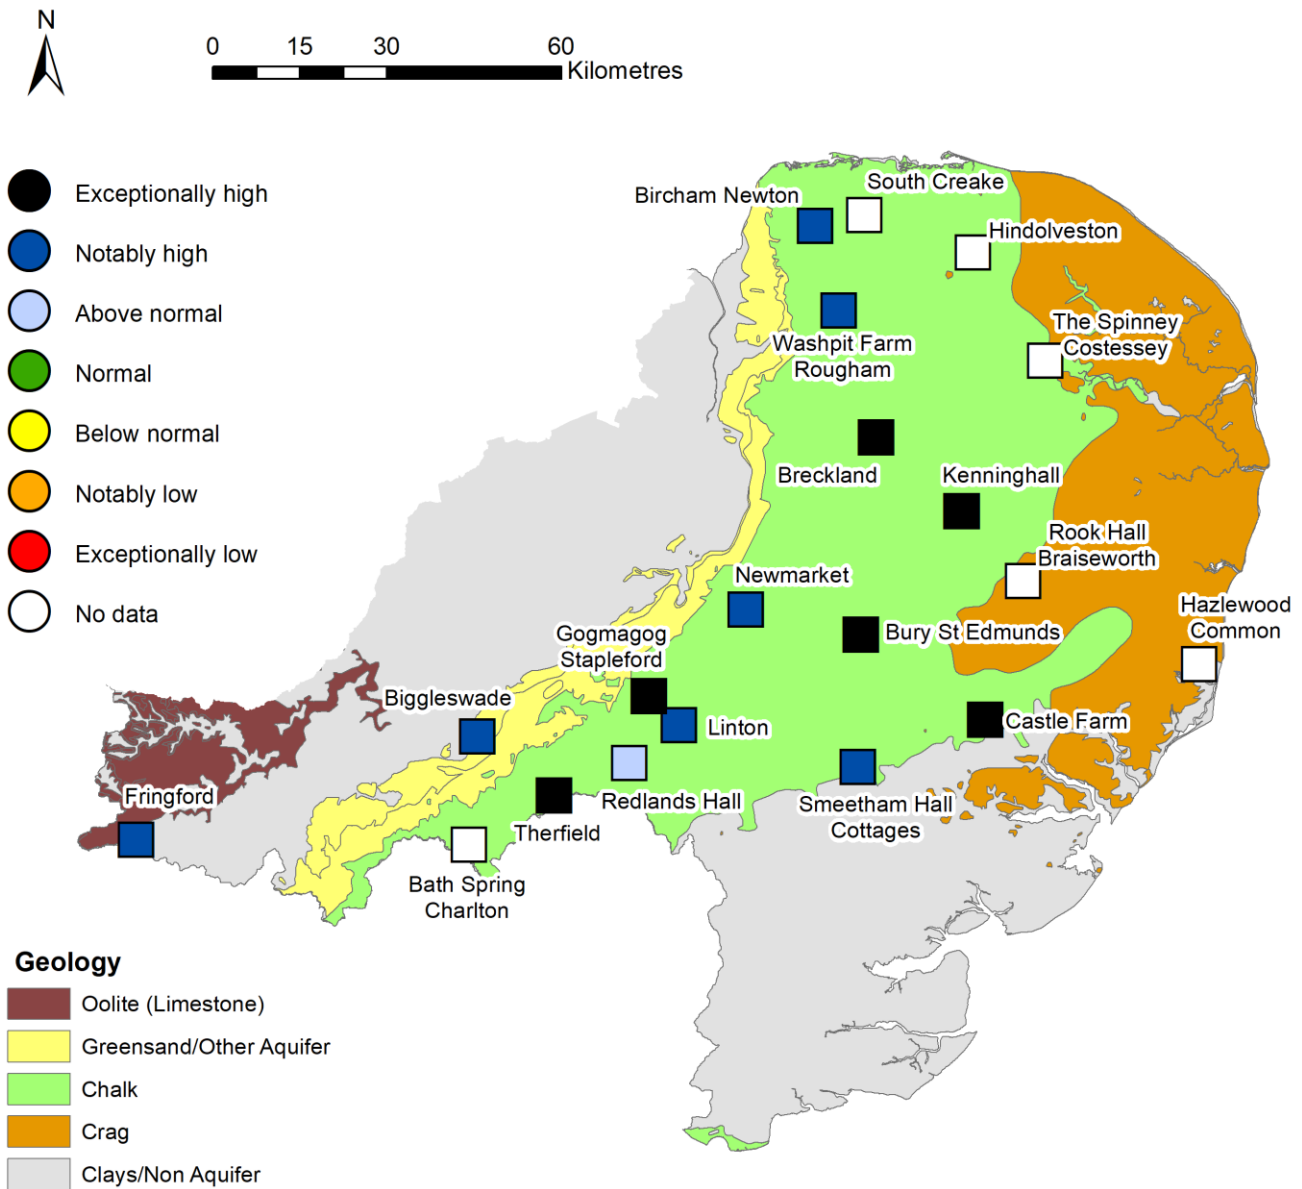 N
0 15 30 60
Kilometres
Exceptionally high
Notably high
Above normal
Normal
Below normal
Notably low
Exceptionally low
No data
Bircham Newton
South Creake
Hindolveston
The Spinney
Costessey
Washpit Farm
Rougham
Breckland
Kenninghall
Rook Hall
Braiseworth
Newmarket
Hazlewood
Common
Gogmagog
Stapleford
Bury St Edmunds
Biggleswade
Linton
Castle Farm
Fringford
Redlands Hall
Smeetham Hall
Cottages
Therfield
Bath Spring
Charlton
Geology
Oolite (Limestone)
Greensand/Other Aquifer
Chalk
Crag
Clays/Non Aquifer